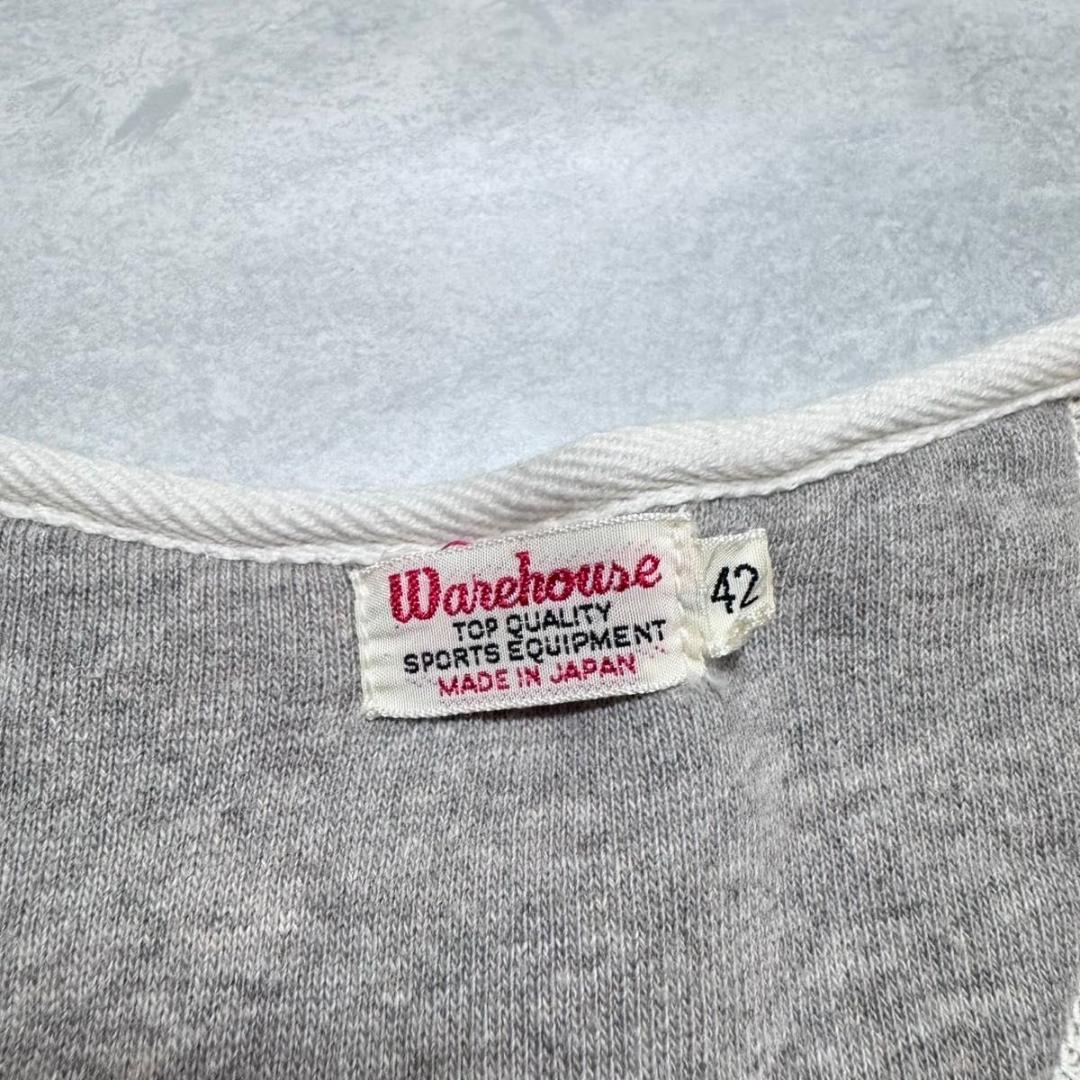 Warehouse
TOP QUALITY
SPORTS EQUIPMENT
MADE IN JAPAN
42